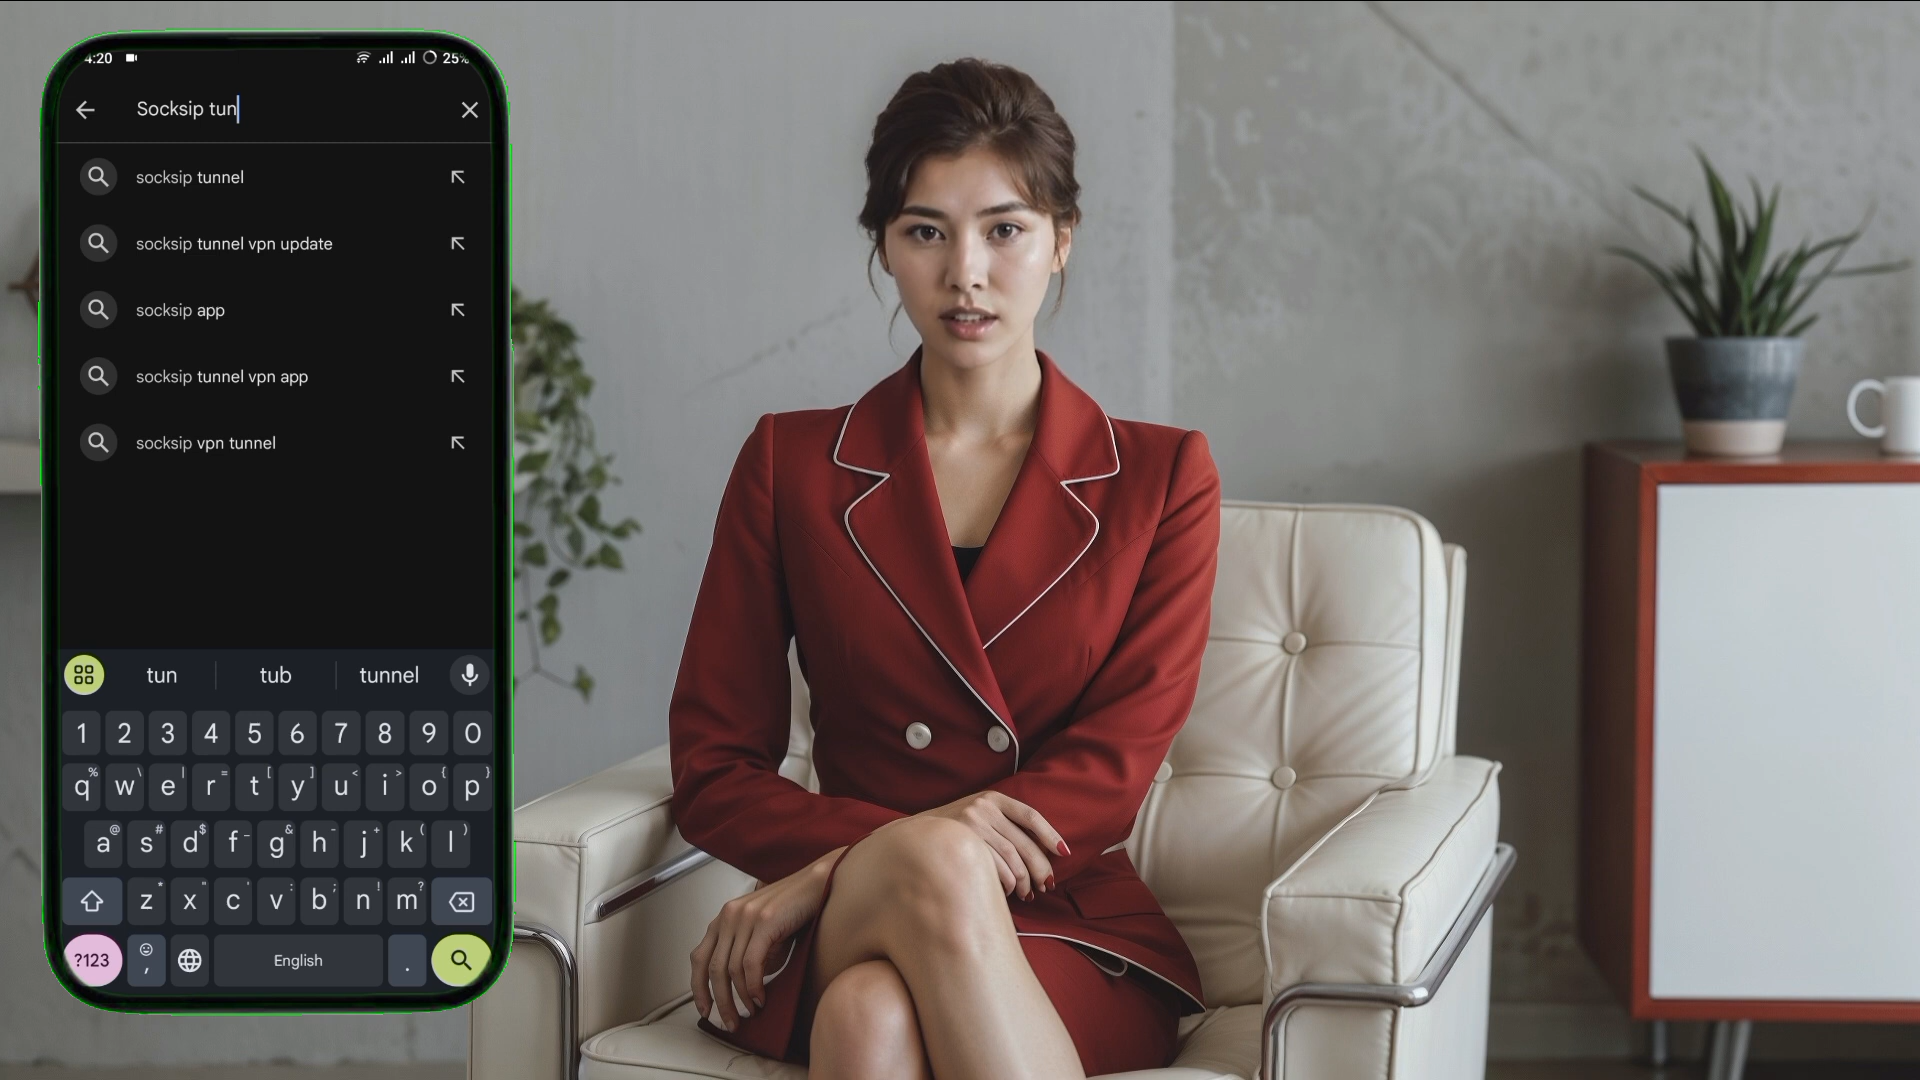 4:20 25%
Socksip tun
socksip tunnel
socksip tunnel vpn update
socksip app
socksip tunnel vpn app
socksip vpn tunnel
tun tub tunnel
1 2 3 4 5 6 7 8 9 0
q% w\ e| r= t[ y] u< i> o{ p}
a@ s# d$ f_ g& h- j+ k( l)
z* x" c' v: b; n! m?
?123 , English .